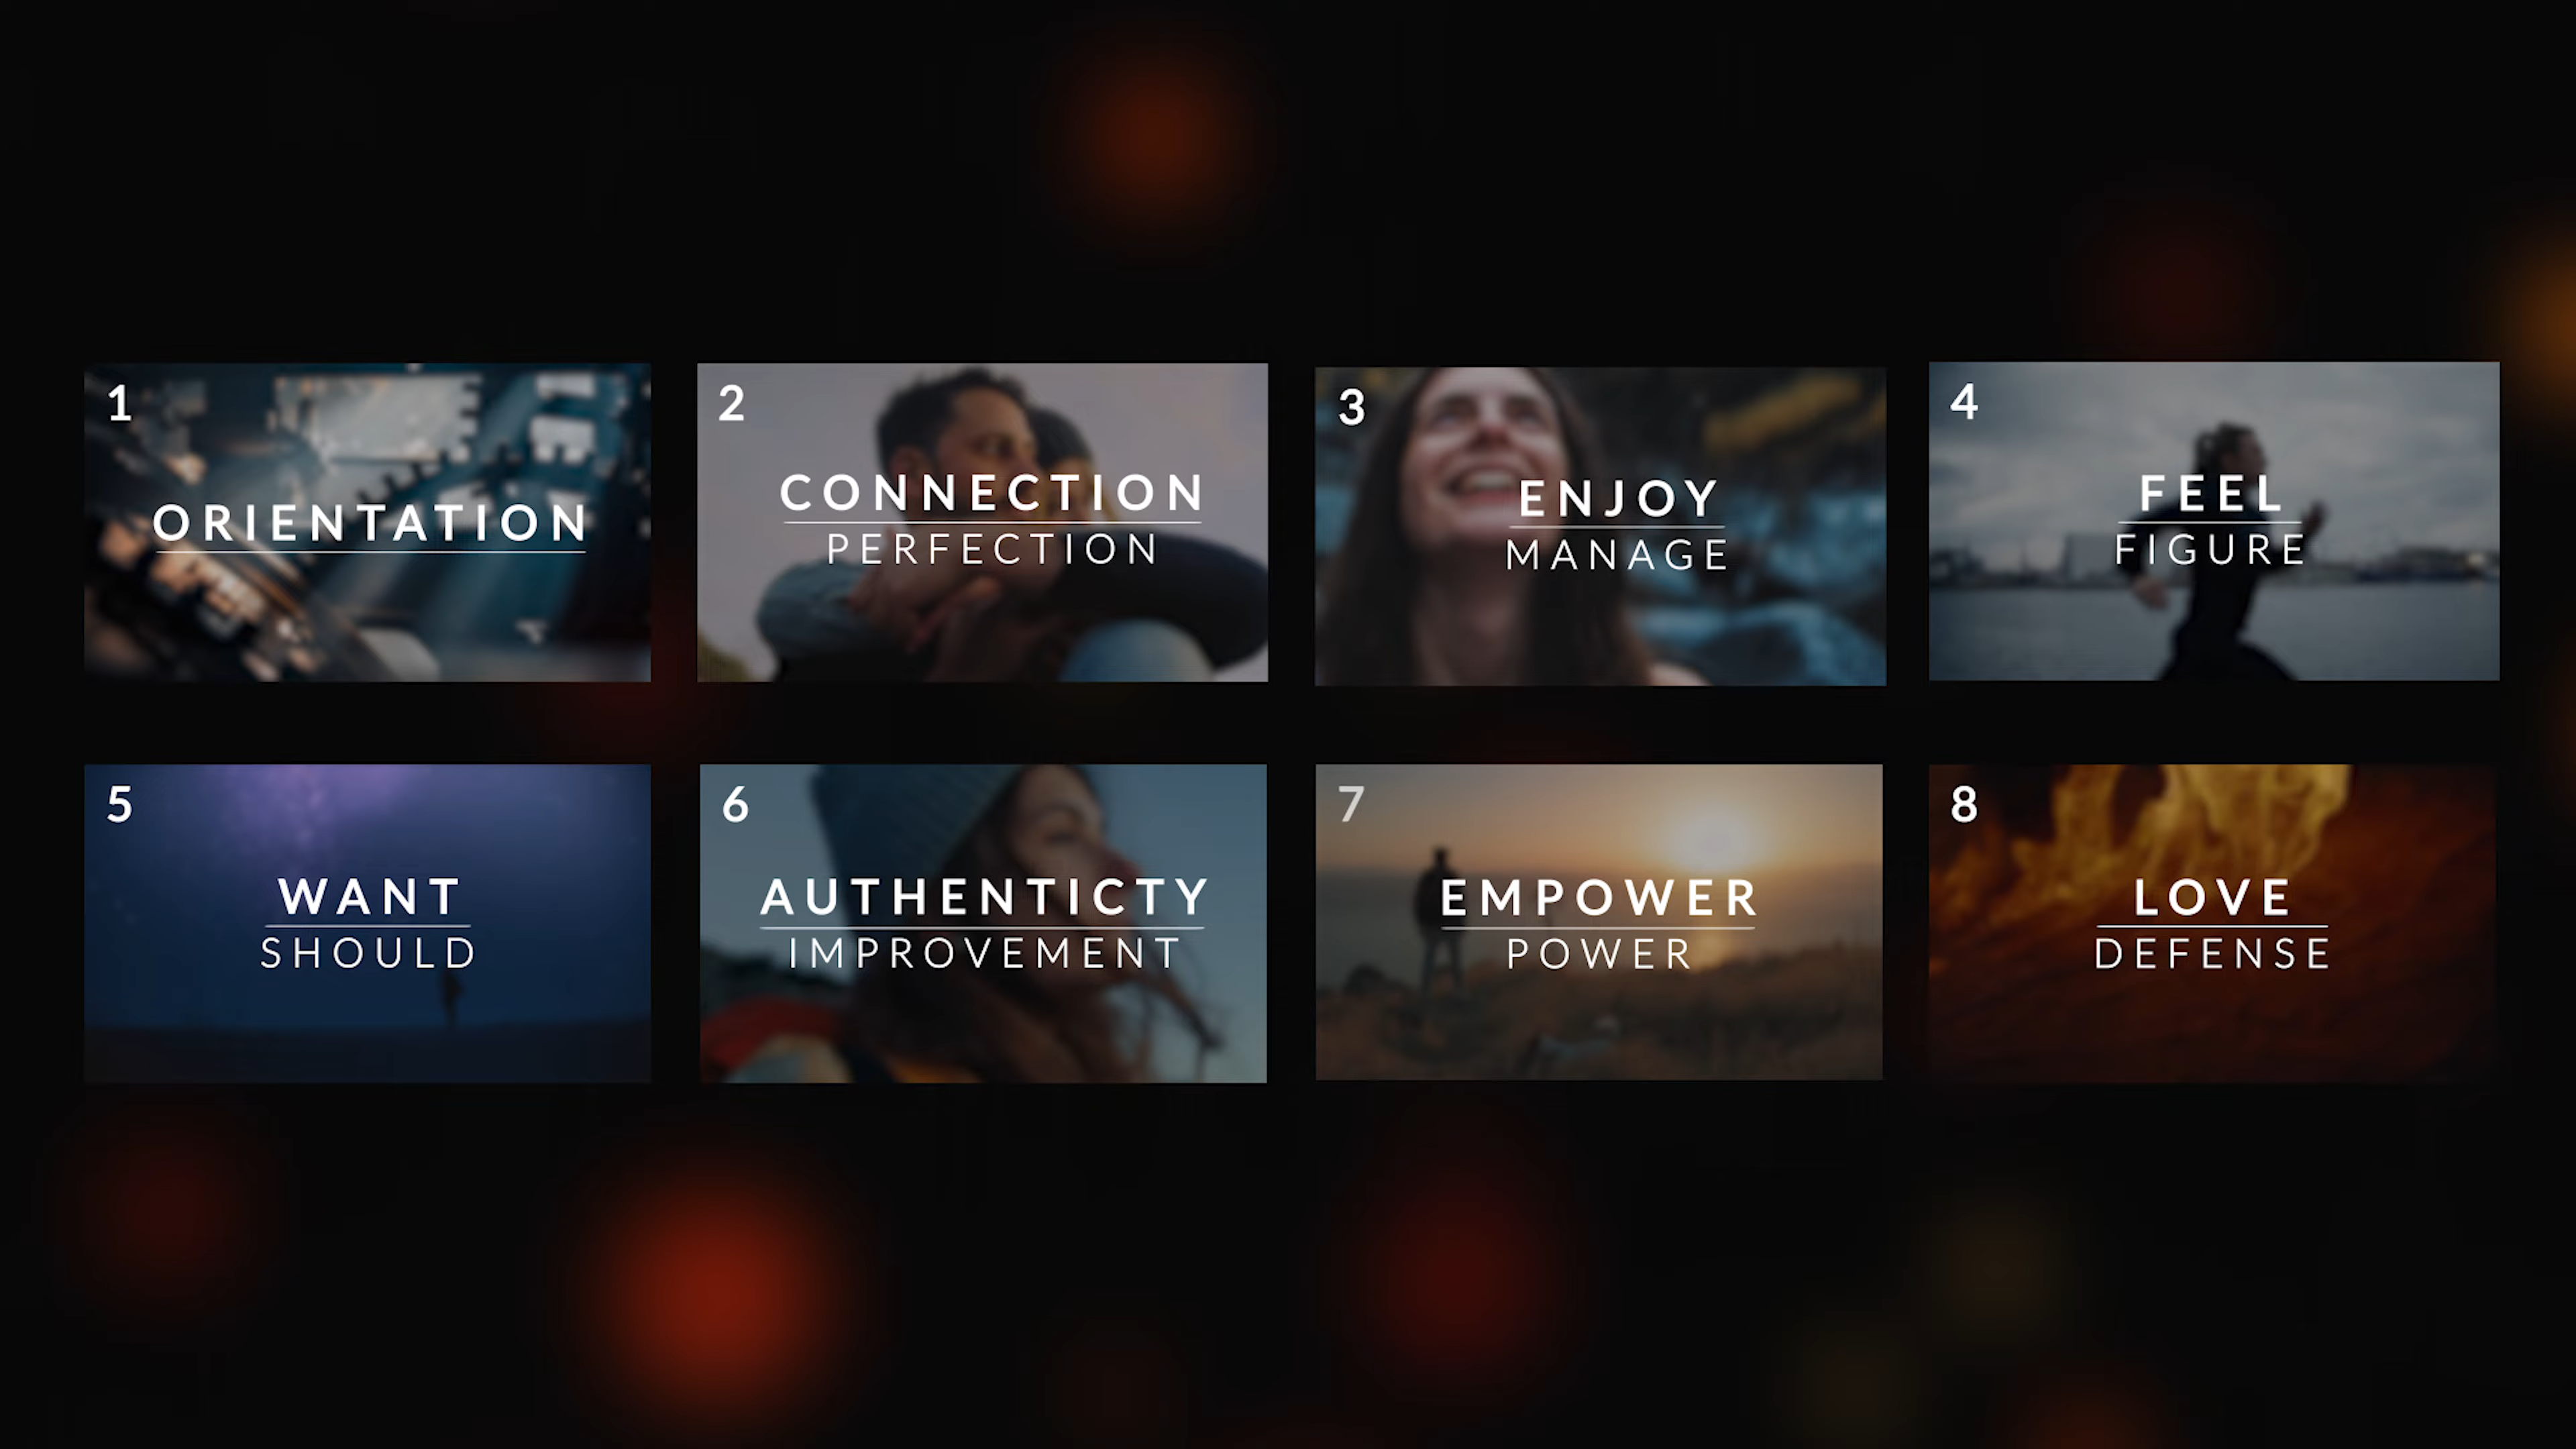 1
ORIENTATION
2
CONNECTION
PERFECTION
3
ENJOY
MANAGE
4
FEEL
FIGURE
5
WANT
SHOULD
6
AUTHENTICTY
IMPROVEMENT
7
EMPOWER
POWER
8
LOVE
DEFENSE